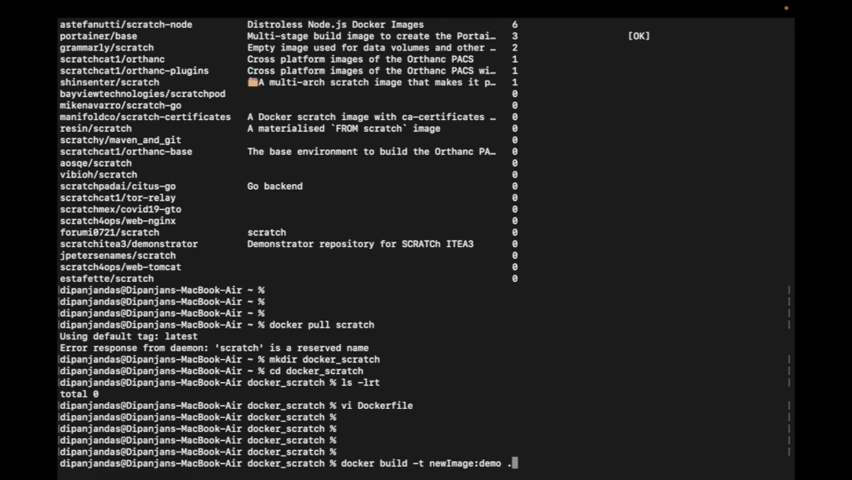 astefanutti/scratch-node Distroless Node.js Docker Images 6
portainer/base Multi-stage build image to create the Portai… 3 [OK]
grammarly/scratch Empty image used for data volumes and other … 2
scratchcat1/orthanc Cross platform images of the Orthanc PACS 1
scratchcat1/orthanc-plugins Cross platform images of the Orthanc PACS wi… 1
shinsenter/scratch A multi-arch scratch image that makes it p… 1
bayviewtechnologies/scratchpod 0
mikenavarro/scratch-go 0
manifoldco/scratch-certificates A Docker scratch image with ca-certificates … 0
resin/scratch A materialised `FROM scratch` image 0
scratchy/maven_and_git 0
scratchcat1/orthanc-base The base environment to build the Orthanc PA… 0
aosqe/scratch 0
vibioh/scratch 0
scratchpadai/citus-go Go backend 0
scratchcat1/tor-relay 0
scratchmex/covid19-gto 0
scratch4ops/web-nginx 0
forumi0721/scratch scratch 0
scratchitea3/demonstrator Demonstrator repository for SCRATCh ITEA3 0
jpetersenames/scratch 0
scratch4ops/web-tomcat 0
estafette/scratch 0
dipanjandas@Dipanjans-MacBook-Air ~ %
dipanjandas@Dipanjans-MacBook-Air ~ %
dipanjandas@Dipanjans-MacBook-Air ~ %
dipanjandas@Dipanjans-MacBook-Air ~ % docker pull scratch
Using default tag: latest
Error response from daemon: 'scratch' is a reserved name
dipanjandas@Dipanjans-MacBook-Air ~ % mkdir docker_scratch
dipanjandas@Dipanjans-MacBook-Air ~ % cd docker_scratch
dipanjandas@Dipanjans-MacBook-Air docker_scratch % ls -lrt
total 0
dipanjandas@Dipanjans-MacBook-Air docker_scratch % vi Dockerfile
dipanjandas@Dipanjans-MacBook-Air docker_scratch %
dipanjandas@Dipanjans-MacBook-Air docker_scratch %
dipanjandas@Dipanjans-MacBook-Air docker_scratch %
dipanjandas@Dipanjans-MacBook-Air docker_scratch %
dipanjandas@Dipanjans-MacBook-Air docker_scratch % docker build -t newImage:demo .